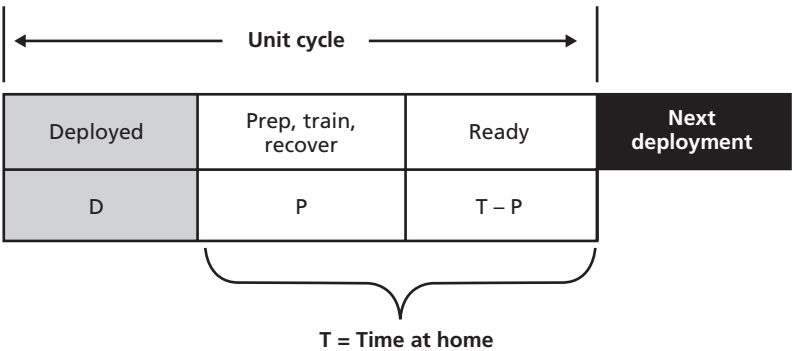 Unit cycle
Deployed
Prep, train,
recover
Ready
Next
deployment
D
P
T – P
T = Time at home